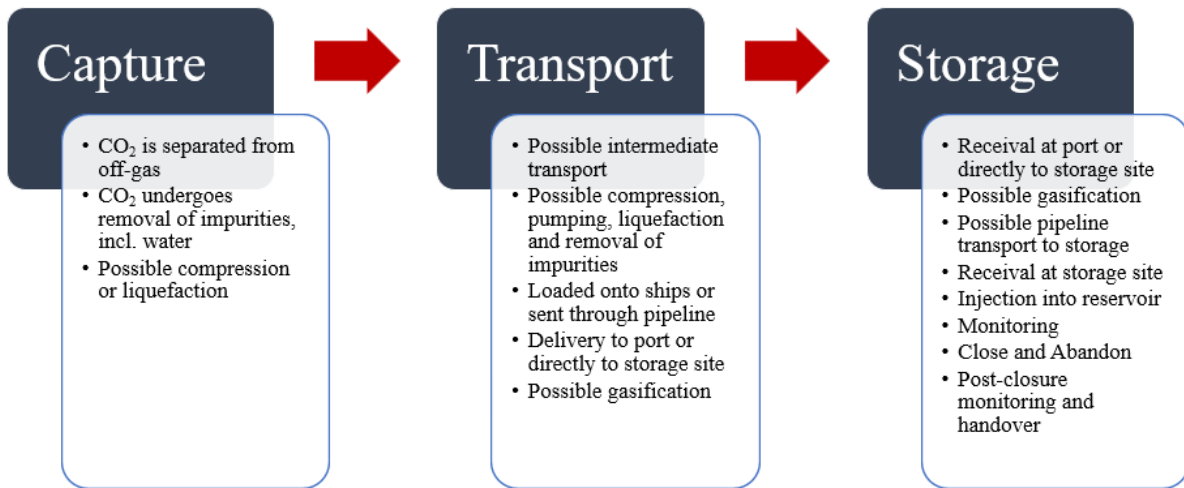 Capture
• CO₂ is separated from
off-gas
• CO₂ undergoes
removal of impurities,
incl. water
• Possible compression
or liquefaction
Transport
• Possible intermediate
transport
• Possible compression,
pumping, liquefaction
and removal of
impurities
• Loaded onto ships or
sent through pipeline
• Delivery to port or
directly to storage site
• Possible gasification
Storage
• Receival at port or
directly to storage site
• Possible gasification
• Possible pipeline
transport to storage
• Receival at storage site
• Injection into reservoir
• Monitoring
• Close and Abandon
• Post-closure
monitoring and
handover